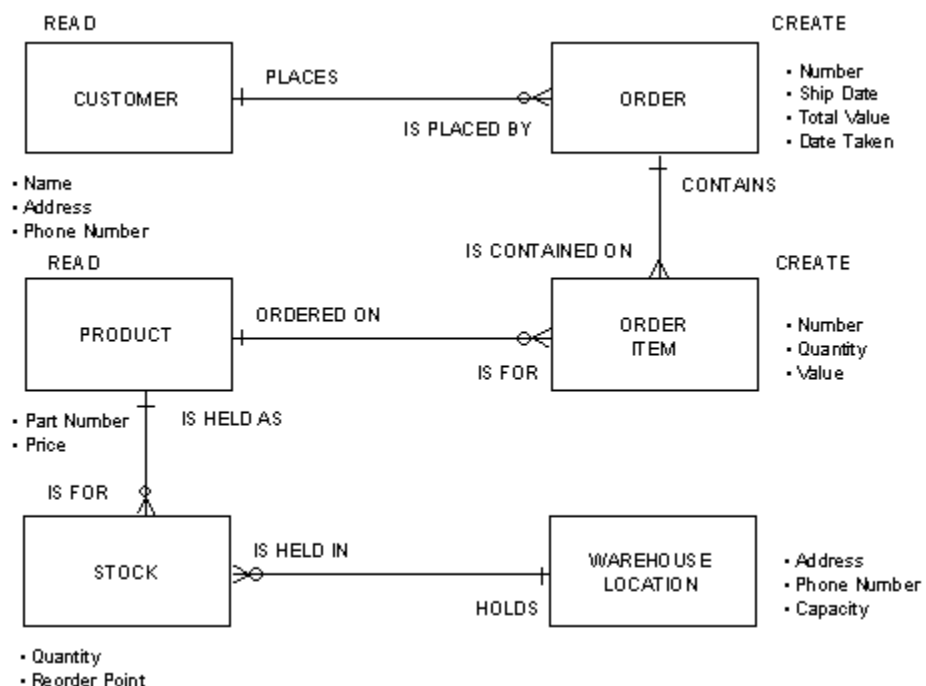 READ
CREATE
CUSTOMER
PLACES
IS PLACED BY
ORDER
• Number
• Ship Date
• Total Value
• Date Taken
• Name
• Address
• Phone Number
CONTAINS
IS CONTAINED ON
READ
CREATE
PRODUCT
ORDERED ON
IS FOR
ORDER
ITEM
• Number
• Quantity
• Value
• Part Number
• Price
IS HELD AS
IS FOR
STOCK
IS HELD IN
HOLDS
WAREHOUSE
LOCATION
• Address
• Phone Number
• Capacity
• Quantity
• Reorder Point